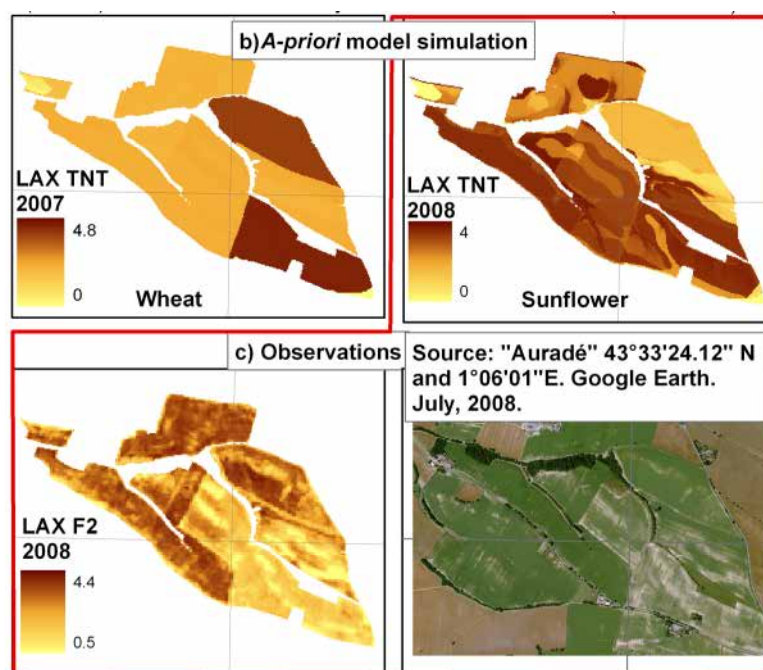 b)A-priori model simulation
LAX TNT
2007
4.8
0
Wheat
LAX TNT
2008
4
0
Sunflower
c) Observations
LAX F2
2008
4.4
0.5
Source: "Auradé" 43°33'24.12" N
and 1°06'01"E. Google Earth.
July, 2008.